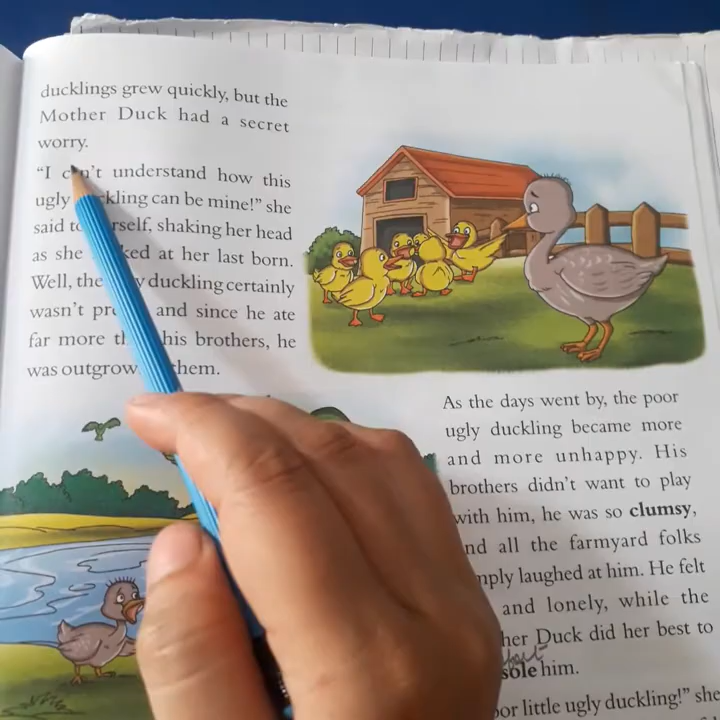 ducklings grew quickly, but the
Mother Duck had a secret
worry.
"I can't understand how this
ugly duckling can be mine!" she
said to herself, shaking her head
as she looked at her last born.
Well, the ugly duckling certainly
wasn't pretty, and since he ate
far more than his brothers, he
was outgrowing them.
As the days went by, the poor
ugly duckling became more
and more unhappy. His
brothers didn't want to play
with him, he was so clumsy,
and all the farmyard folks
simply laughed at him. He felt
and lonely, while the
Mother Duck did her best to
console him.
"Poor little ugly duckling!" she